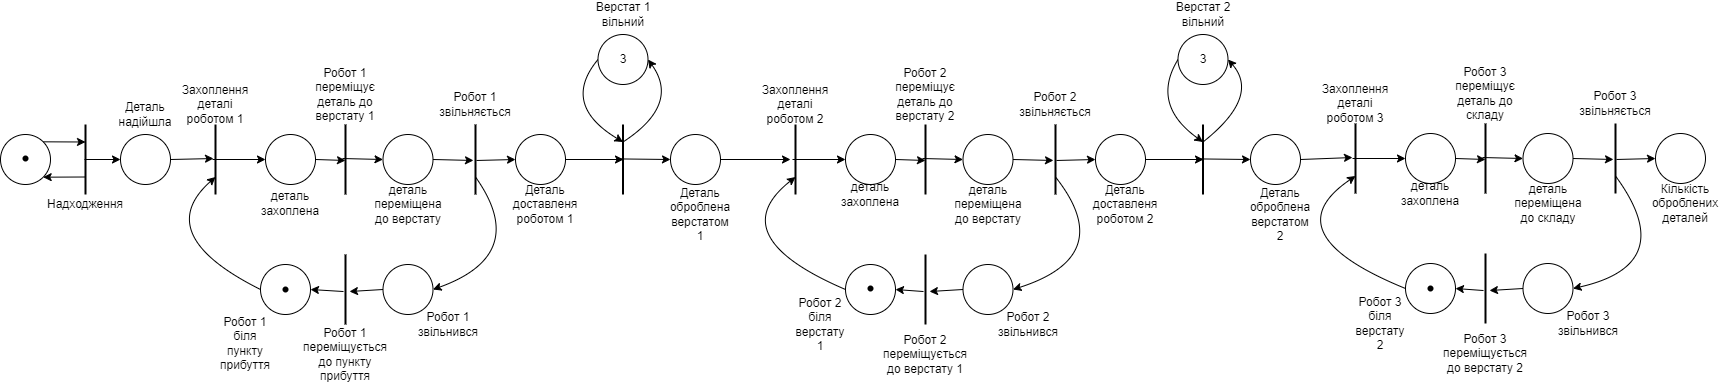 Верстат 1
вільний
3
Верстат 2
вільний
3
Захоплення
деталі
роботом 1
Робот 1
переміщує
деталь до
верстату 1
Робот 1
звільняється
Захоплення
деталі
роботом 2
Робот 2
переміщує
деталь до
верстату 2
Робот 2
звільняється
Захоплення
деталі
роботом 3
Робот 3
переміщує
деталь до
складу
Робот 3
звільняється
Деталь
надійшла
Надходження
деталь
захоплена
деталь
переміщена
до верстату
Деталь
доставленя
роботом 1
Деталь
оброблена
верстатом
1
деталь
захоплена
деталь
переміщена
до верстату
Деталь
доставленя
роботом 2
Деталь
оброблена
верстатом
2
деталь
захоплена
деталь
переміщена
до складу
Кількість
оброблених
деталей
Робот 1
біля
пункту
прибуття
Робот 1
переміщується
до пункту
прибуття
Робот 1
звільнився
Робот 2
біля
верстату
1
Робот 2
переміщується
до верстату 1
Робот 2
звільнився
Робот 3
біля
верстату
2
Робот 3
переміщується
до верстату 2
Робот 3
звільнився